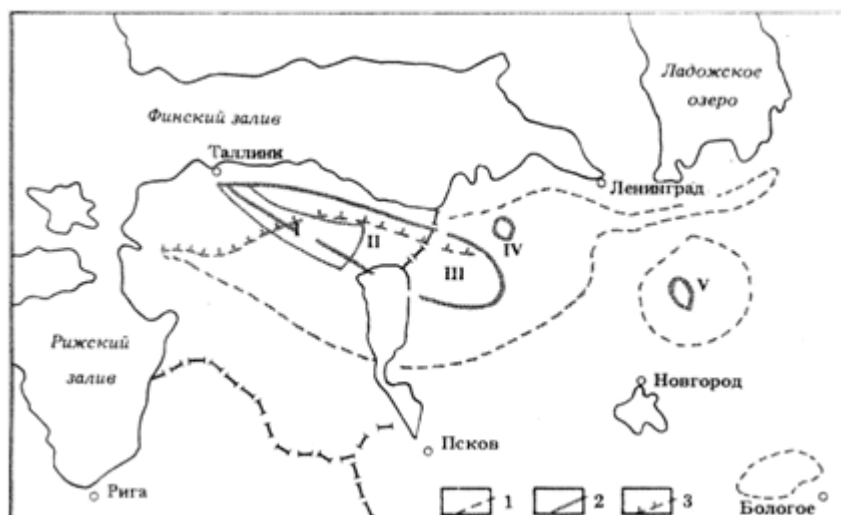 Ладожское
озеро
Финский залив
Таллинн
Ленинград
I
II
III
IV
V
Рижский
залив
Новгород
Псков
Рига
1
2
3
Бологое